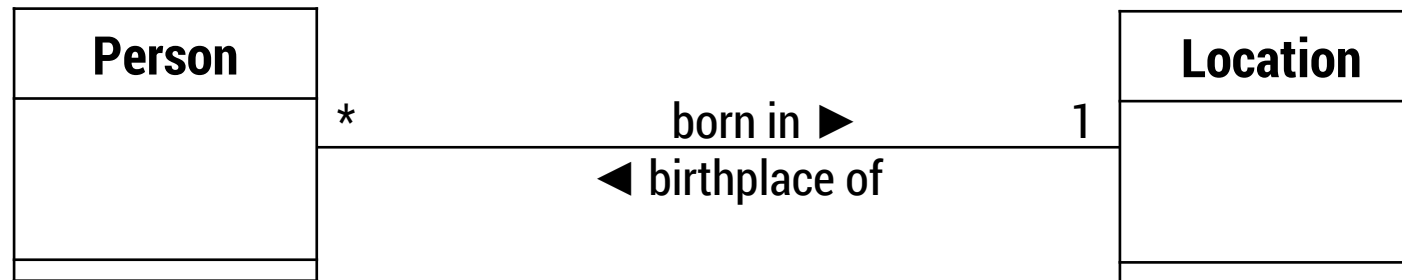 Person
Location
* born in ► 1
◄ birthplace of